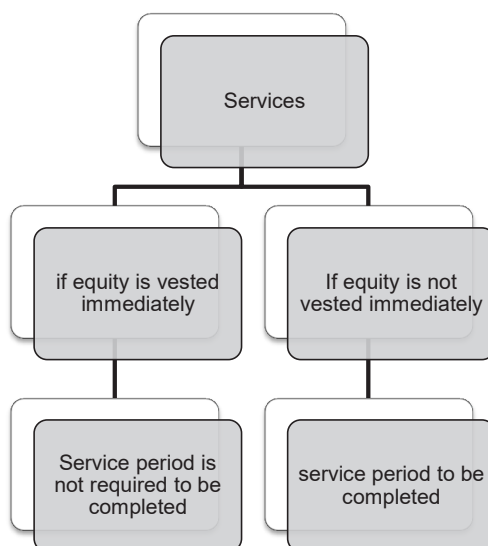 Services
if equity is vested
immediately
If equity is not
vested immediately
Service period is
not required to be
completed
service period to be
completed